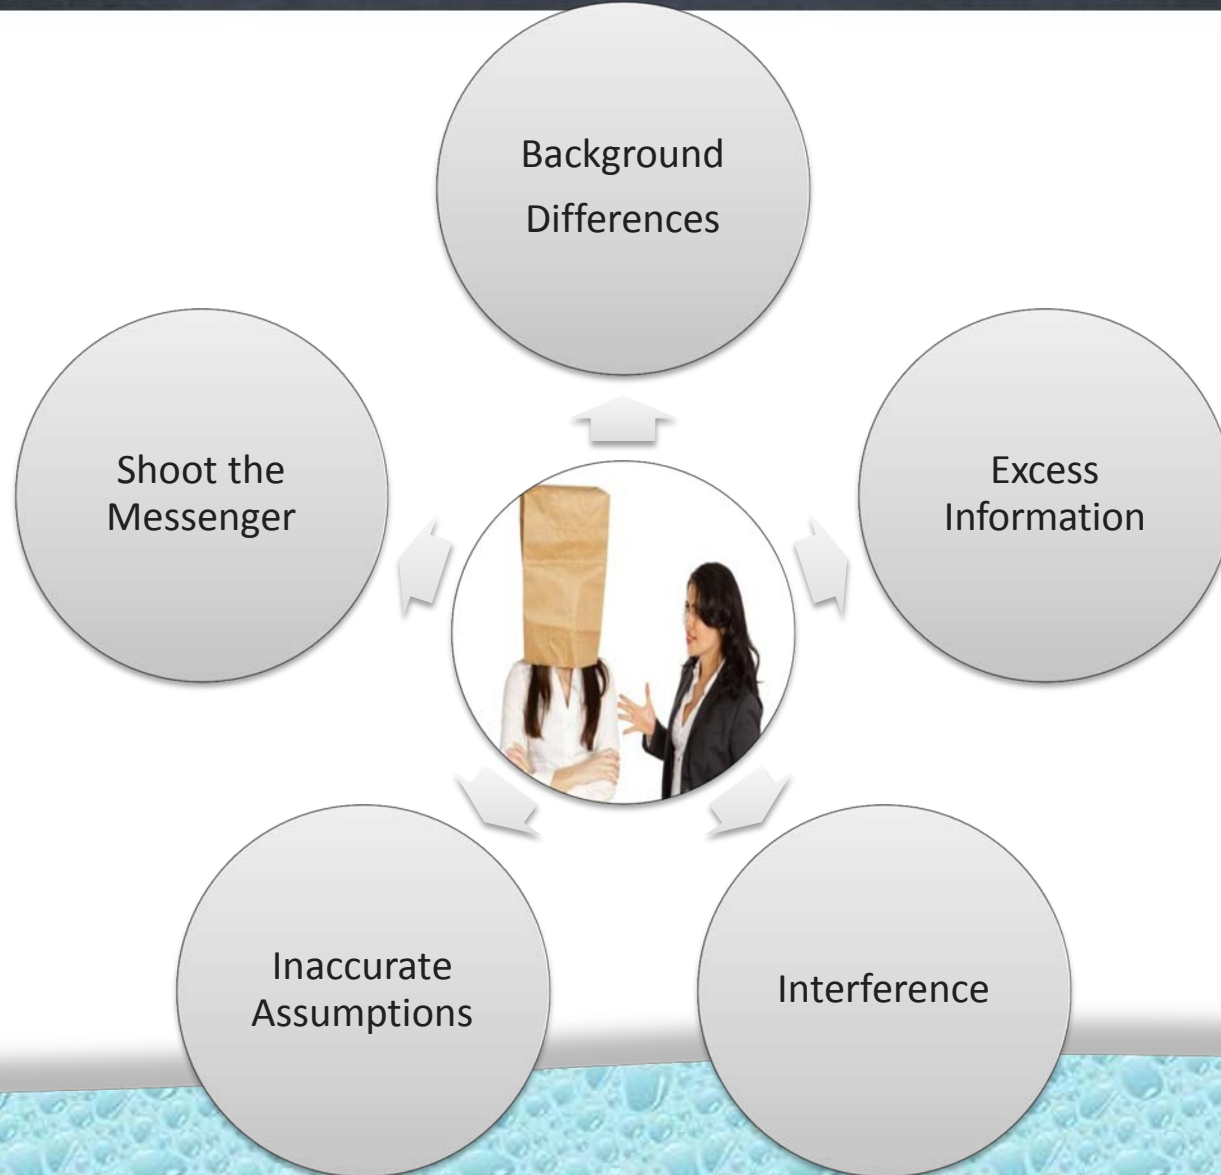 Background
Differences
Shoot the
Messenger
Excess
Information
Inaccurate
Assumptions
Interference